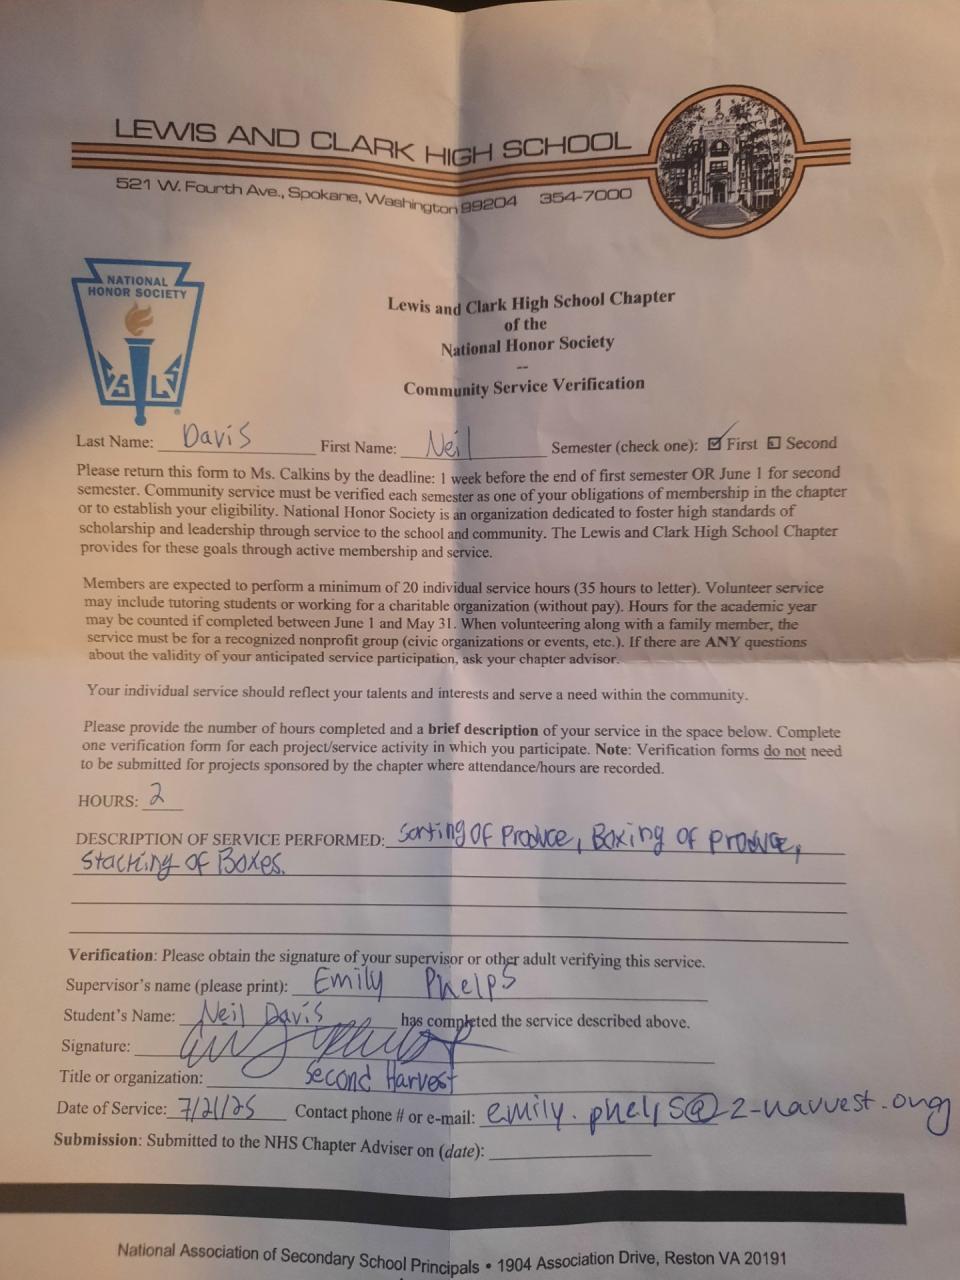 LEWIS AND CLARK HIGH SCHOOL
521 W. Fourth Ave., Spokane, Washington 99204 354-7000
NATIONAL
HONOR SOCIETY
Lewis and Clark High School Chapter
of the
National Honor Society
--
Community Service Verification
Last Name: Davis First Name: Neil Semester (check one): ☑ First ☐ Second
Please return this form to Ms. Calkins by the deadline: 1 week before the end of first semester OR June 1 for second
semester. Community service must be verified each semester as one of your obligations of membership in the chapter
or to establish your eligibility. National Honor Society is an organization dedicated to foster high standards of
scholarship and leadership through service to the school and community. The Lewis and Clark High School Chapter
provides for these goals through active membership and service.
Members are expected to perform a minimum of 20 individual service hours (35 hours to letter). Volunteer service
may include tutoring students or working for a charitable organization (without pay). Hours for the academic year
may be counted if completed between June 1 and May 31. When volunteering along with a family member, the
service must be for a recognized nonprofit group (civic organizations or events, etc.). If there are ANY questions
about the validity of your anticipated service participation, ask your chapter advisor.
Your individual service should reflect your talents and interests and serve a need within the community.
Please provide the number of hours completed and a brief description of your service in the space below. Complete
one verification form for each project/service activity in which you participate. Note: Verification forms do not need
to be submitted for projects sponsored by the chapter where attendance/hours are recorded.
HOURS: 2
DESCRIPTION OF SERVICE PERFORMED: Sorting of Produce, Boxing of produce,
Stacking of Boxes.
Verification: Please obtain the signature of your supervisor or other adult verifying this service.
Supervisor's name (please print): Emily Phelps
Student's Name: Neil Davis has completed the service described above.
Signature:
Title or organization: Second Harvest
Date of Service: 7/21/25 Contact phone # or e-mail: emily.phelps@2-harvest.org
Submission: Submitted to the NHS Chapter Adviser on (date):
National Association of Secondary School Principals • 1904 Association Drive, Reston VA 20191